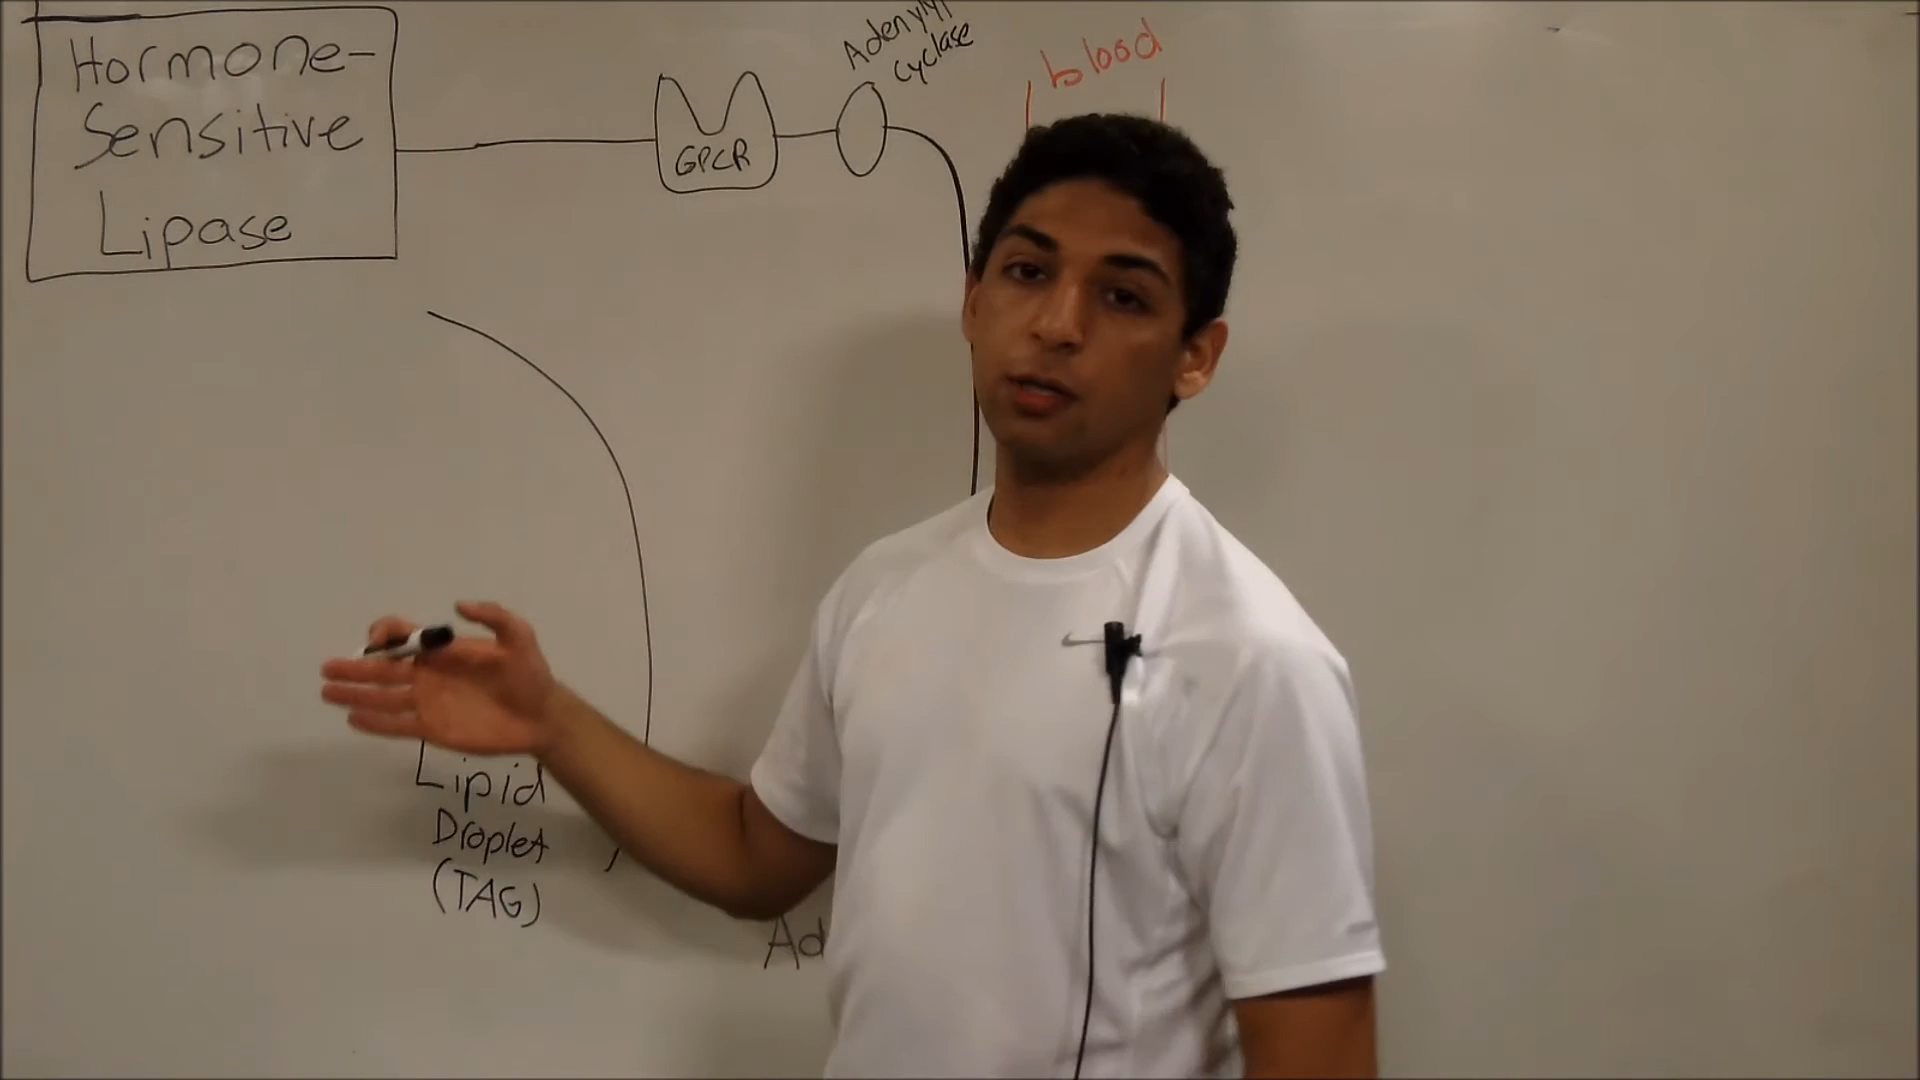 Hormone-
Sensitive
Lipase
GPCR
Adenylyl
cyclase
blood
Lipid
Droplet
(TAG)
Ad